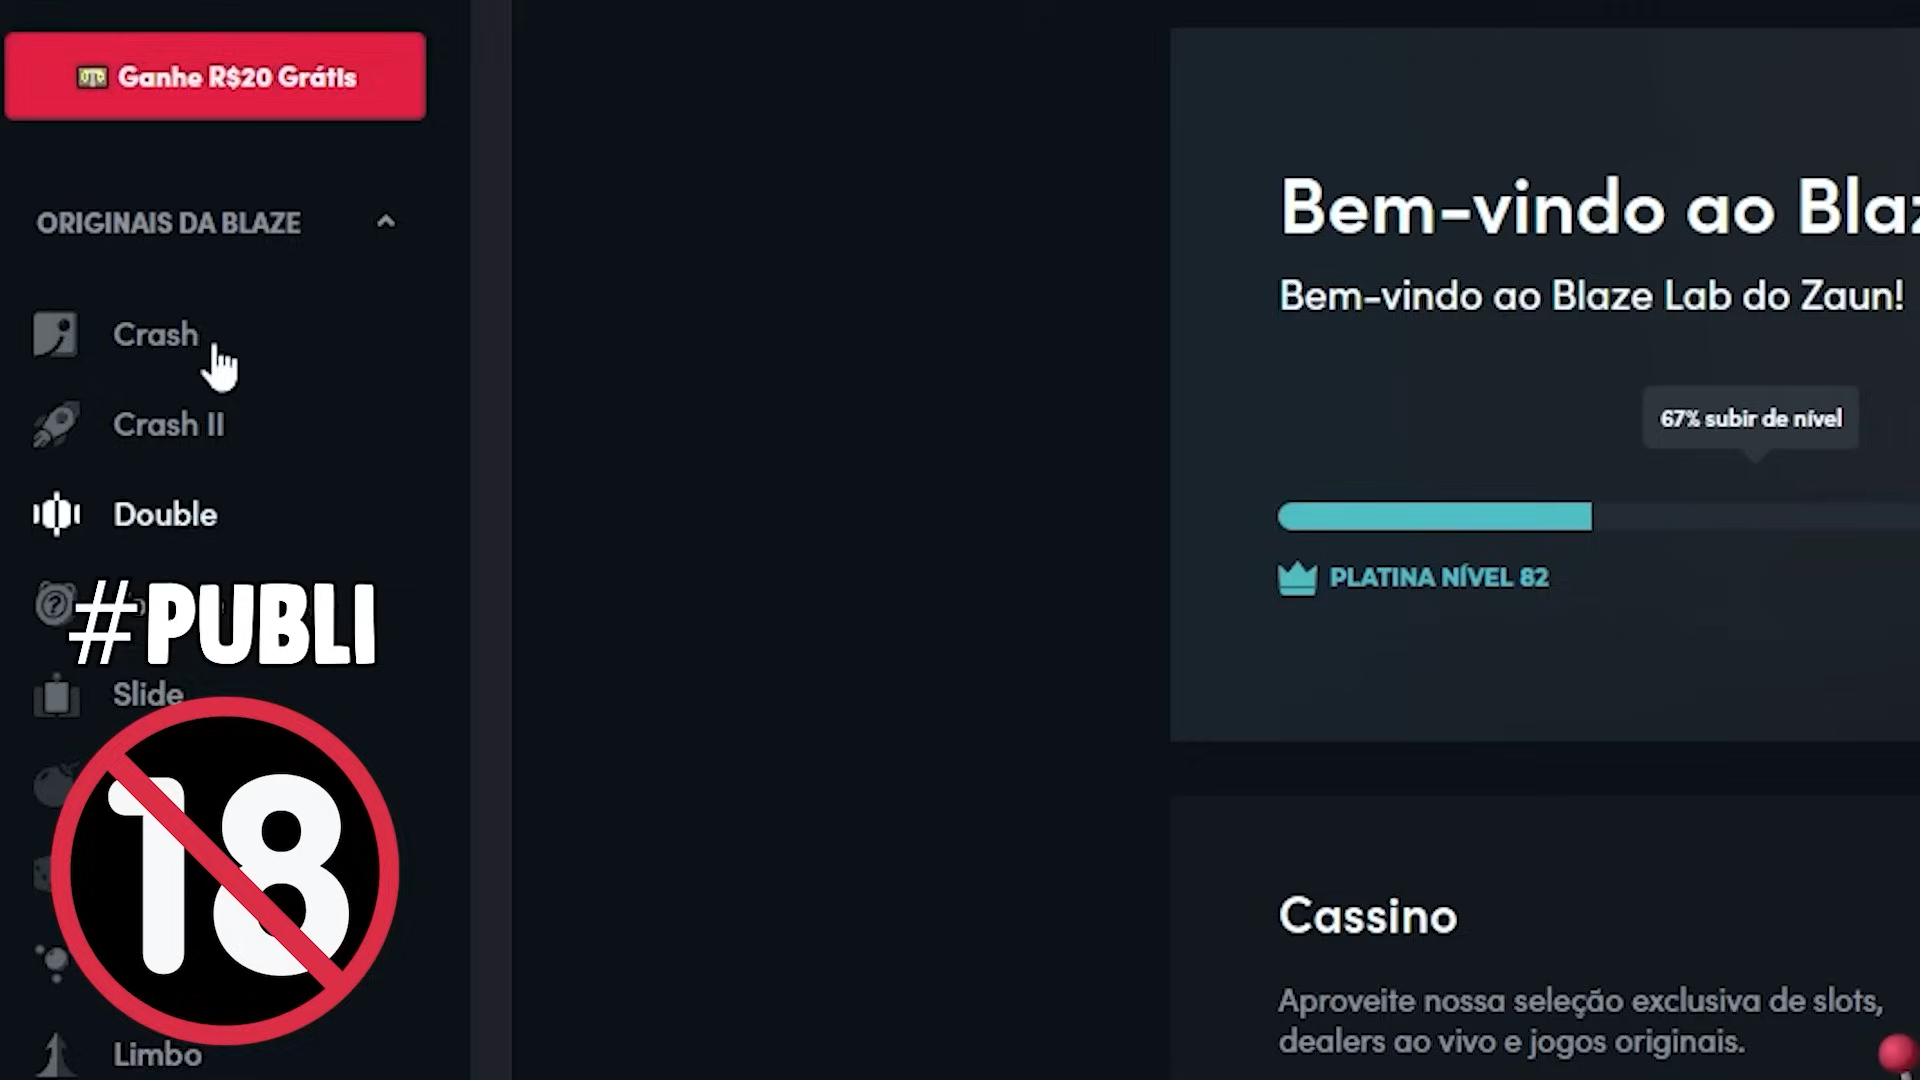 Ganhe R$20 Grátis
ORIGINAIS DA BLAZE
Crash
Crash II
Double
#PUBLI
Slide
18
Limbo
Bem-vindo ao Blaz
Bem-vindo ao Blaze Lab do Zaun!
67% subir de nível
PLATINA NÍVEL 82
Cassino
Aproveite nossa seleção exclusiva de slots,
dealers ao vivo e jogos originais.